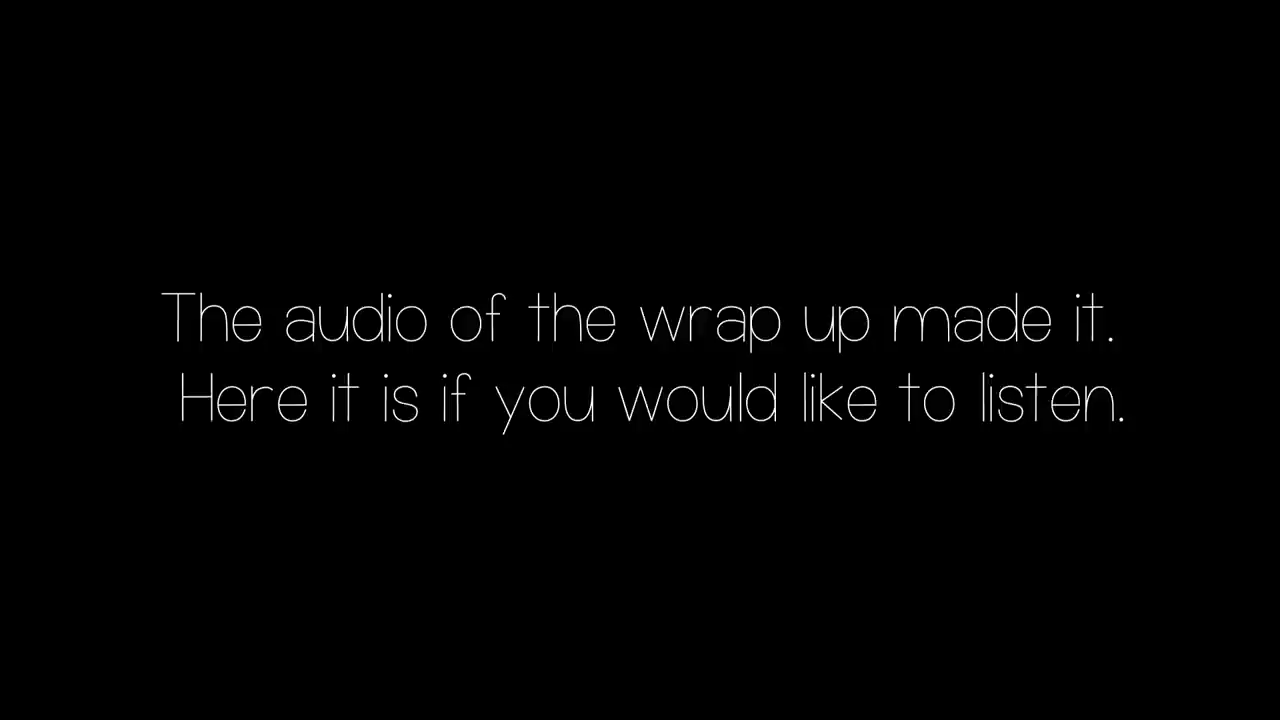 The audio of the wrap up made it.
Here it is if you would like to listen.